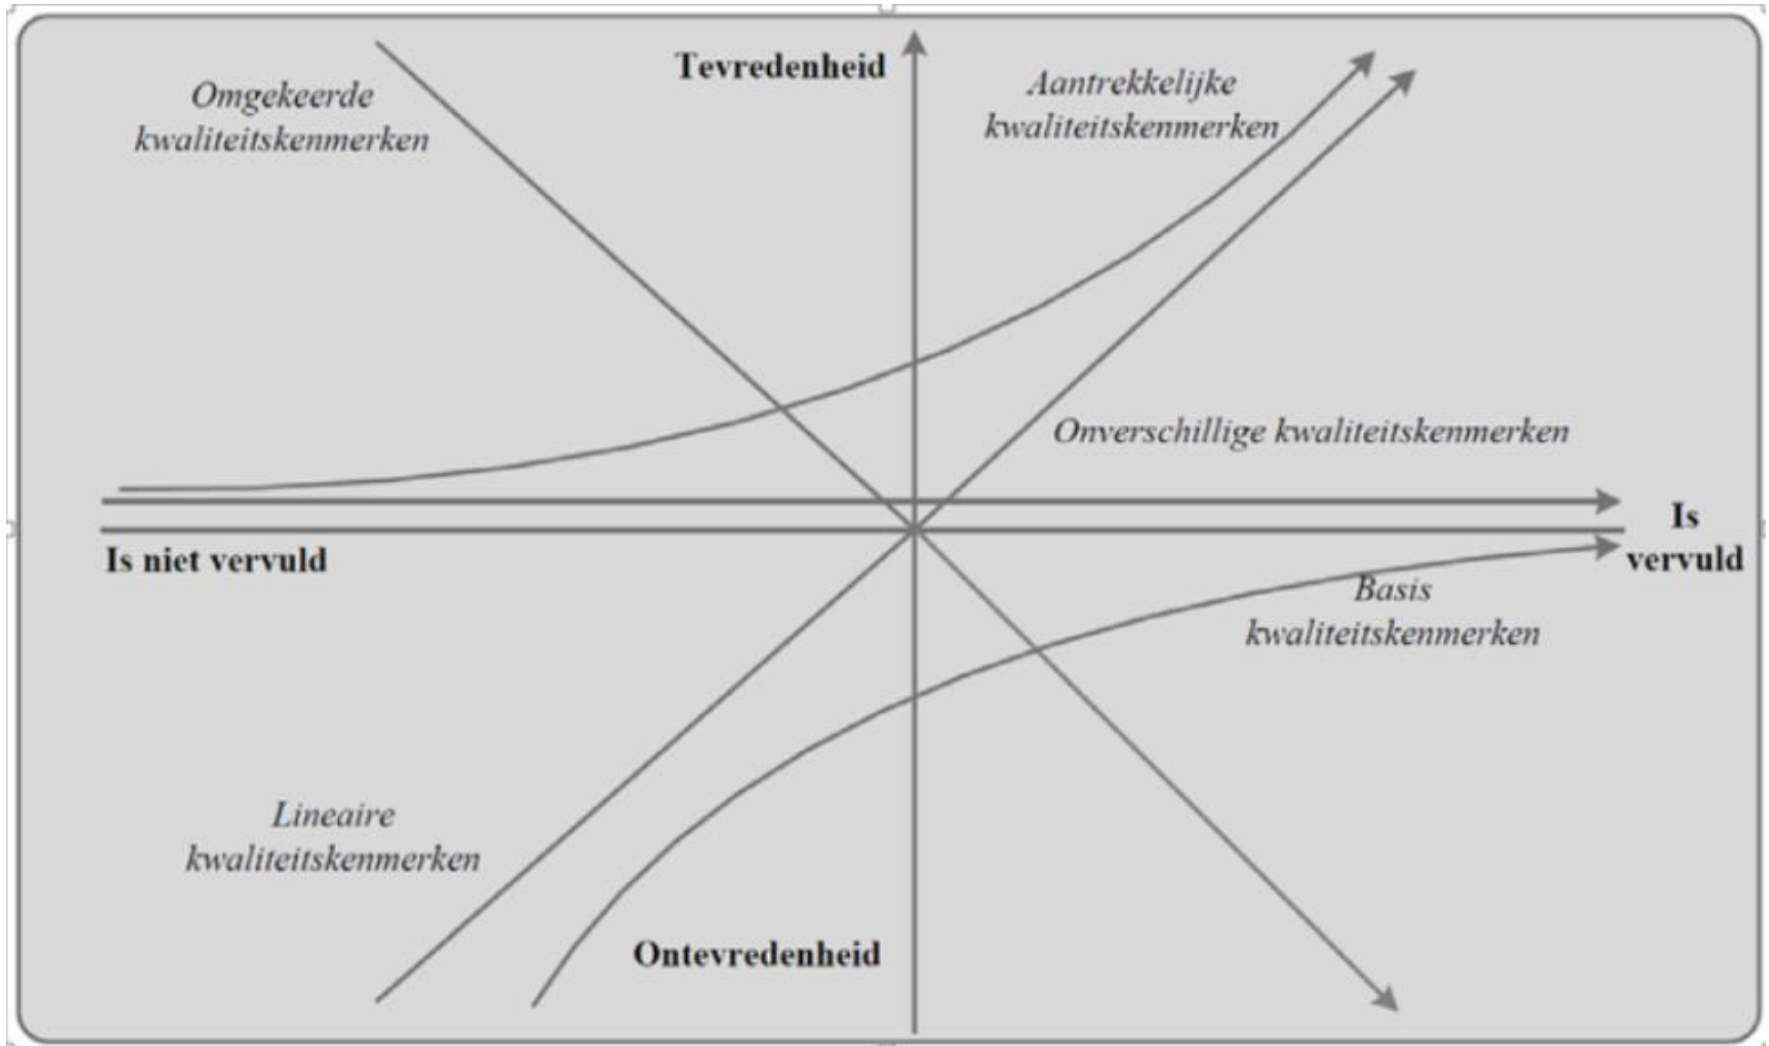 Tevredenheid
Omgekeerde
kwaliteitskenmerken
Aantrekkelijke
kwaliteitskenmerken
Onverschillige kwaliteitskenmerken
Is niet vervuld
Is
vervuld
Basis
kwaliteitskenmerken
Lineaire
kwaliteitskenmerken
Ontevredenheid